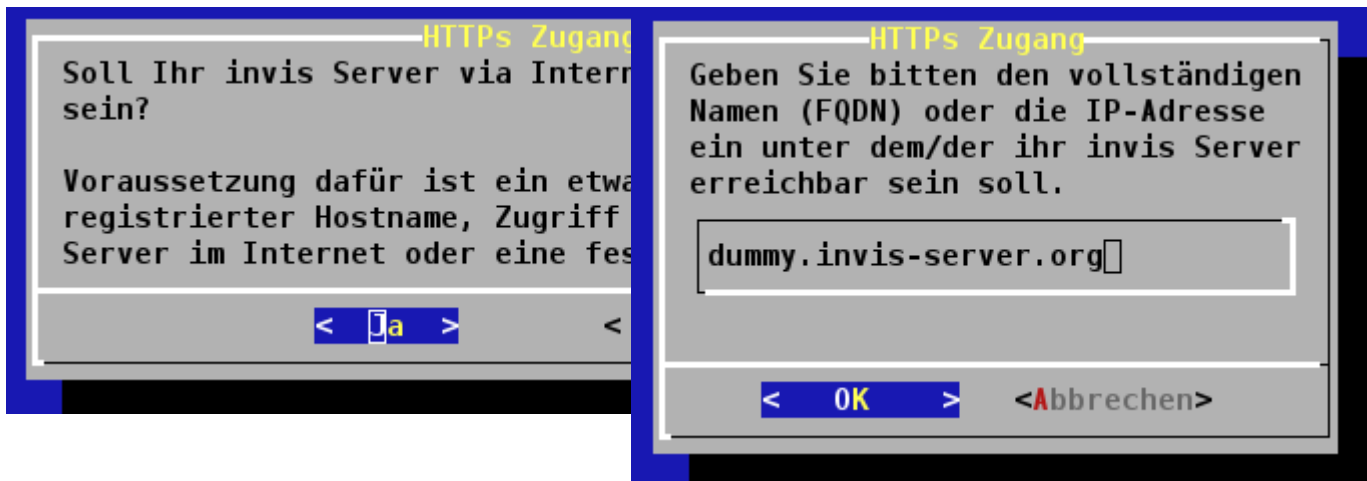 HTTPs Zugang
Soll Ihr invis Server via Intern
sein?
Voraussetzung dafür ist ein etwa
registrierter Hostname, Zugriff
Server im Internet oder eine fes
< Ja > <
HTTPs Zugang
Geben Sie bitten den vollständigen
Namen (FQDN) oder die IP-Adresse
ein unter dem/der ihr invis Server
erreichbar sein soll.
dummy.invis-server.org
< OK > <Abbrechen>